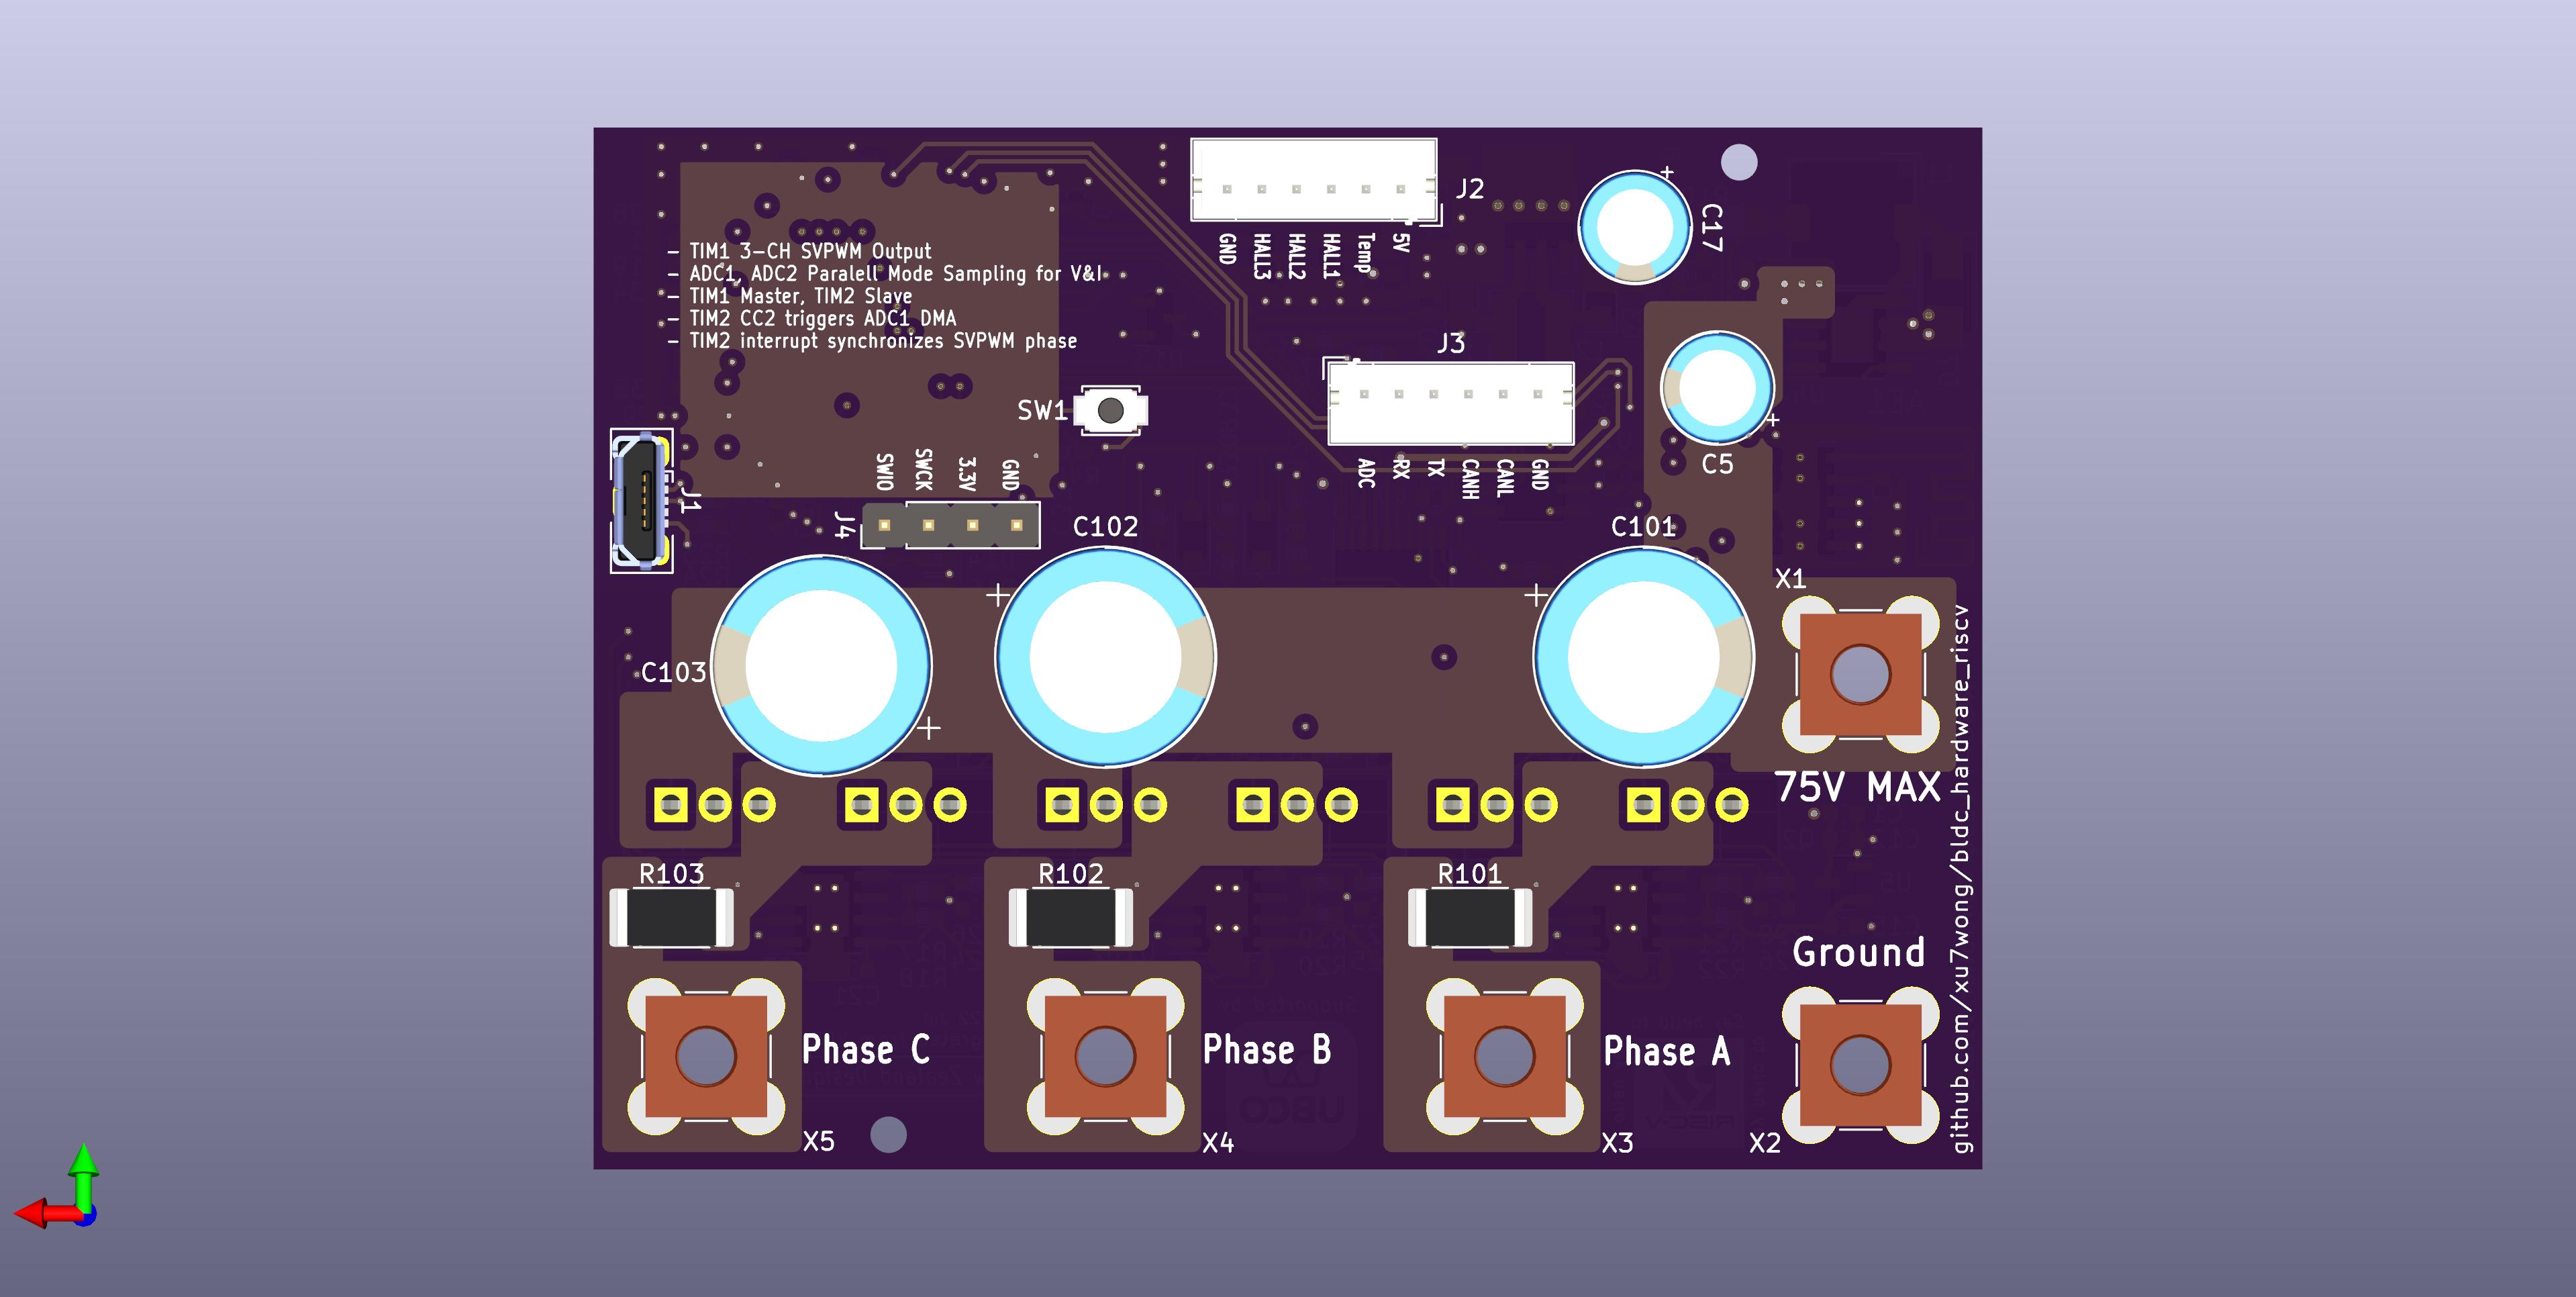 J2
C17
GND
HALL3
HALL2
HALL1
Temp
5V
- TIM1 3-CH SVPWM Output
- ADC1, ADC2 Paralell Mode Sampling for V&I
- TIM1 Master, TIM2 Slave
- TIM2 CC2 triggers ADC1 DMA
- TIM2 interrupt synchronizes SVPWM phase
J3
SW1
C5
ADC
RX
TX
CANH
CANL
GND
SWIO
SWCK
3.3V
GND
J1
J4
C102
C101
+
+
+
+
+
X1
C103
75V MAX
R103
R102
R101
Ground
Phase C
Phase B
Phase A
X5
X4
X3
X2
github.com/xu7wong/bldc_hardware_riscv